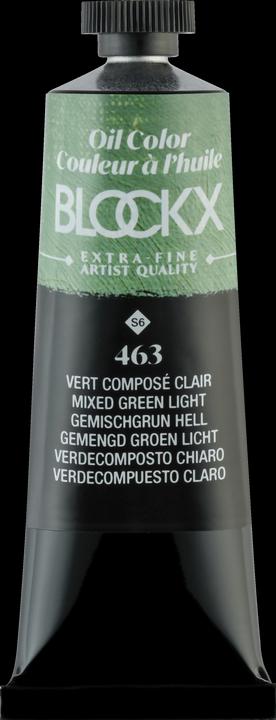 Oil Color
Couleur à l'huile
BLOCKX
EXTRA-FINE
ARTIST QUALITY
S6
463
VERT COMPOSÉ CLAIR
MIXED GREEN LIGHT
GEMISCHGRUN HELL
GEMENGD GROEN LICHT
VERDECOMPOSTO CHIARO
VERDECOMPUESTO CLARO